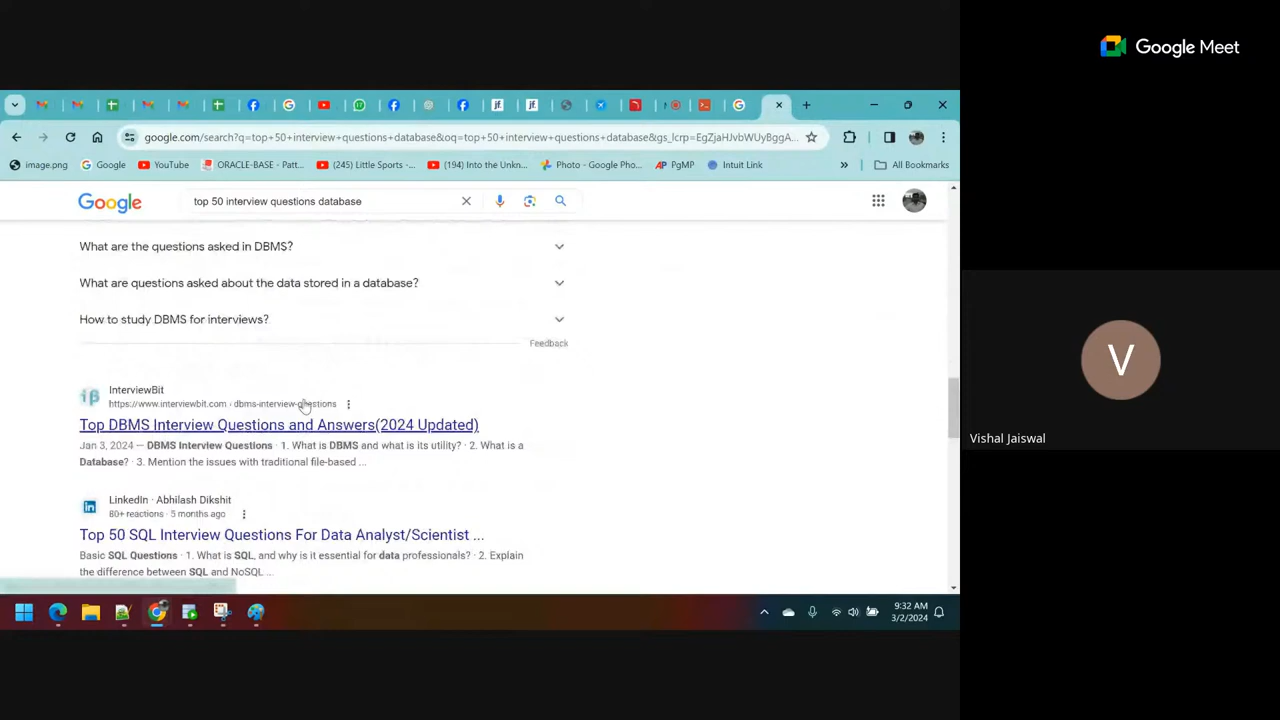 Google Meet
google.com/search?q=top+50+interview+questions+database&oq=top+50+interview+questions+database&gs_lcrp=EgZjaHJvbWUyBggA...
image.png
Google
YouTube
ORACLE-BASE - Patt...
(245) Little Sports -...
(194) Into the Unkn...
Photo - Google Pho...
PgMP
Intuit Link
»
All Bookmarks
Google
top 50 interview questions database
What are the questions asked in DBMS?
What are questions asked about the data stored in a database?
How to study DBMS for interviews?
Feedback
InterviewBit
https://www.interviewbit.com › dbms-interview-questions
Top DBMS Interview Questions and Answers(2024 Updated)
Jan 3, 2024 — DBMS Interview Questions · 1. What is DBMS and what is its utility? · 2. What is a
Database? · 3. Mention the issues with traditional file-based ...
LinkedIn · Abhilash Dikshit
80+ reactions · 5 months ago
Top 50 SQL Interview Questions For Data Analyst/Scientist ...
Basic SQL Questions · 1. What is SQL, and why is it essential for data professionals? · 2. Explain
the difference between SQL and NoSQL ...
9:32 AM
3/2/2024
V
Vishal Jaiswal